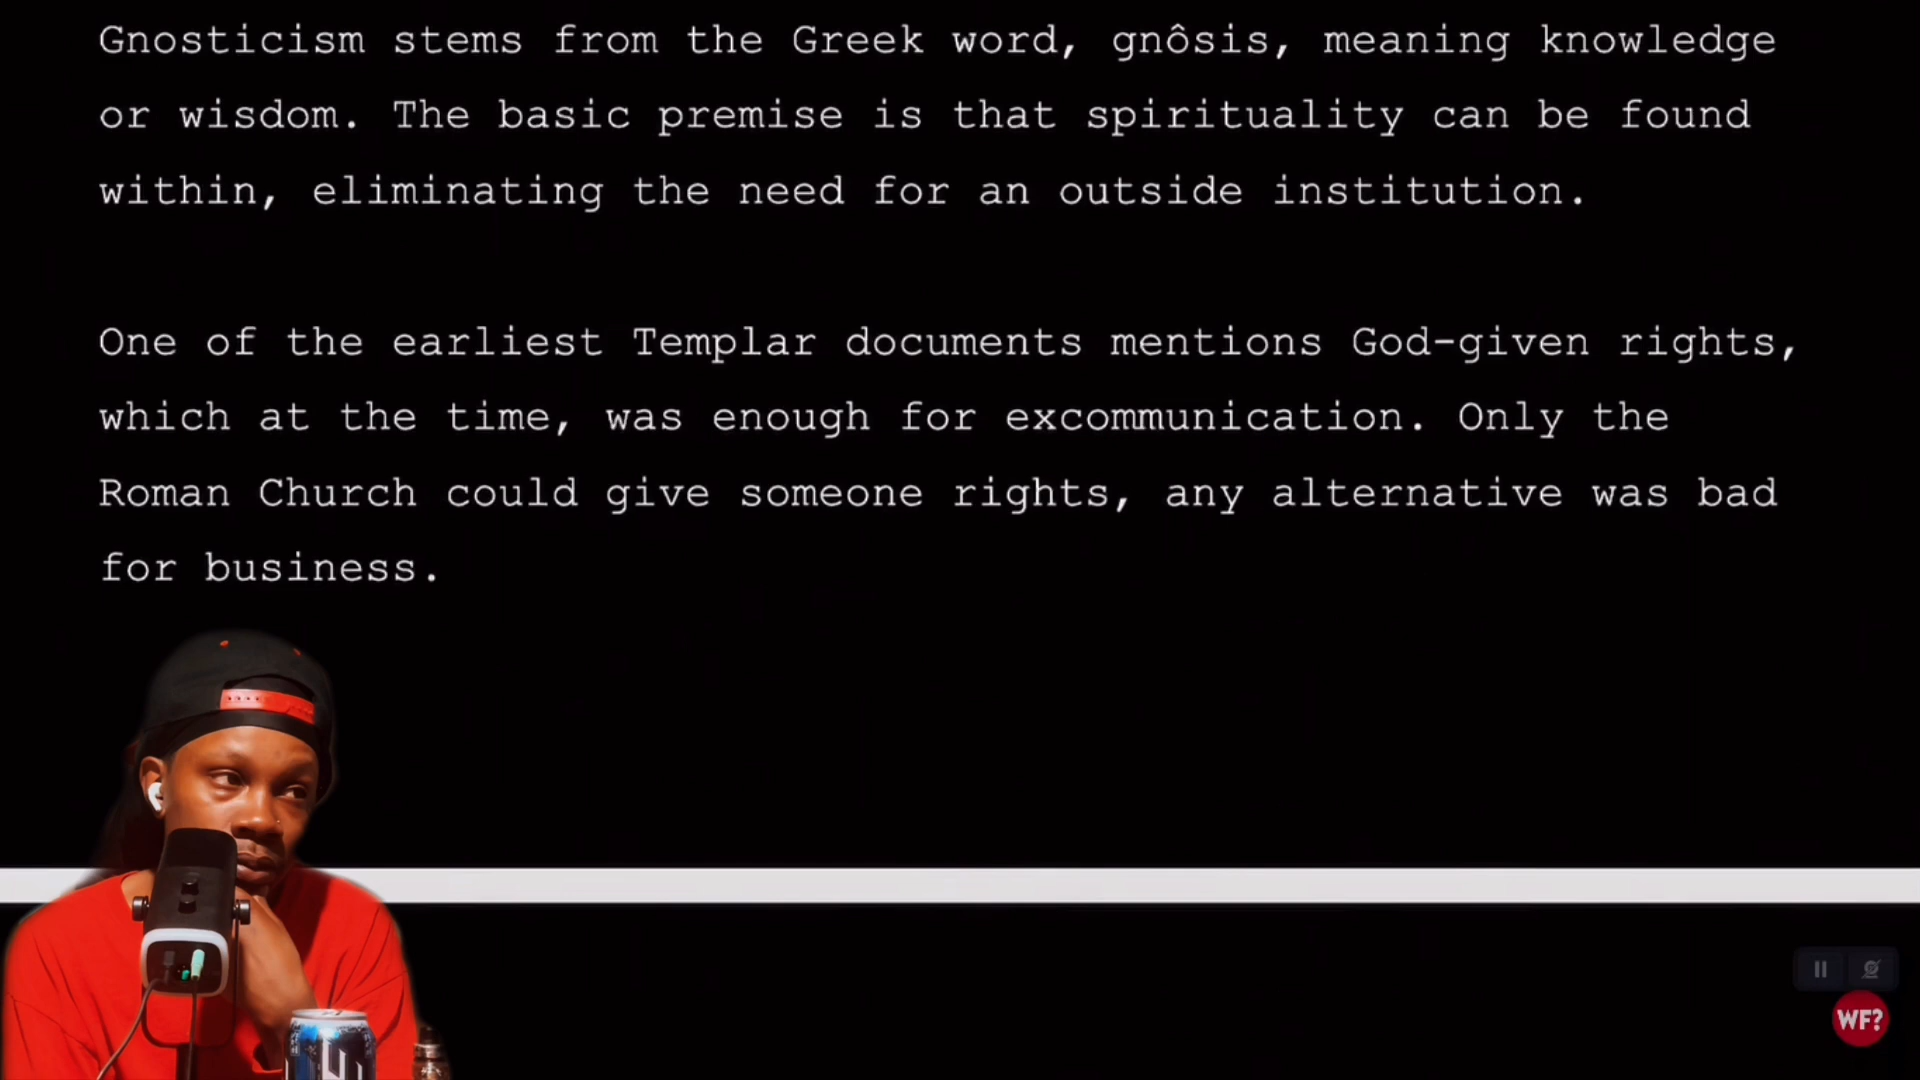 Gnosticism stems from the Greek word, gnôsis, meaning knowledge
or wisdom. The basic premise is that spirituality can be found
within, eliminating the need for an outside institution.
One of the earliest Templar documents mentions God-given rights,
which at the time, was enough for excommunication. Only the
Roman Church could give someone rights, any alternative was bad
for business.
WF?